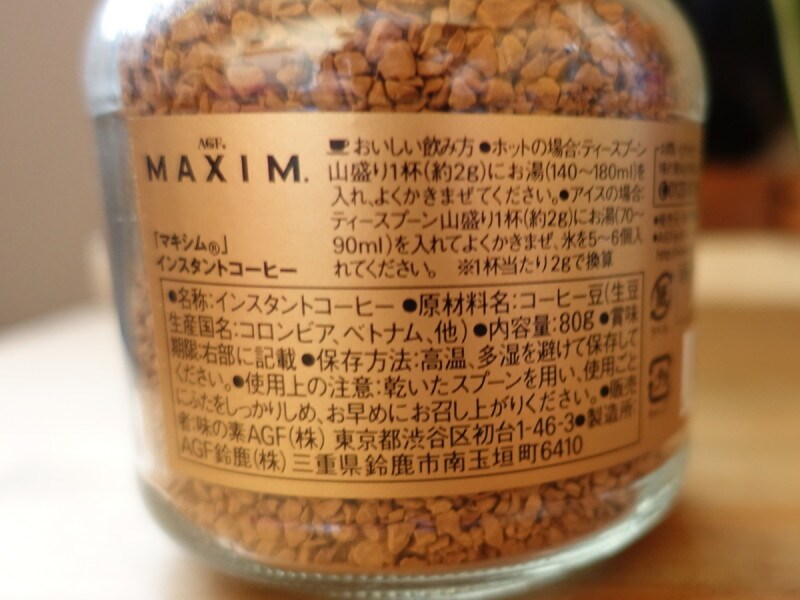 AGF®
MAXIM®
「マキシム®」
インスタントコーヒー
おいしい飲み方 ●ホットの場合:ティースプーン
山盛り1杯(約2g)にお湯(140~180ml)を
入れ、よくかきまぜてください。●アイスの場合:
ティースプーン山盛り1杯(約2g)にお湯(70~
90ml)を入れてよくかきまぜ、氷を5~6個入
れてください。 ※1杯当たり2gで換算
●名称:インスタントコーヒー ●原材料名:コーヒー豆(生豆
生産国名:コロンビア、ベトナム、他) ●内容量:80g ●賞味
期限:右部に記載 ●保存方法:高温、多湿を避けて保存して
ください。●使用上の注意:乾いたスプーンを用い、使用ごと
にふたをしっかりしめ、お早めにお召し上がりください。●販売
者:味の素AGF(株) 東京都渋谷区初台1-46-3●製造所:
AGF鈴鹿(株) 三重県鈴鹿市南玉垣町6410